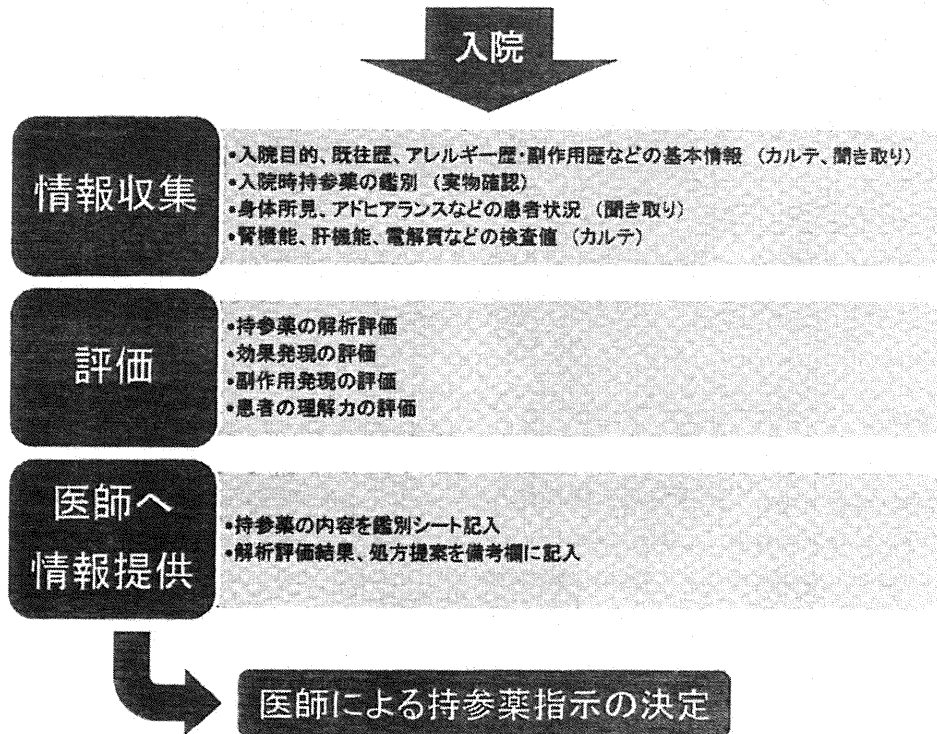 入院
情報収集
•入院目的、既往歴、アレルギー歴・副作用歴などの基本情報 (カルテ、聞き取り)
•入院時持参薬の鑑別 (実物確認)
•身体所見、アドヒアランスなどの患者状況 (聞き取り)
•腎機能、肝機能、電解質などの検査値 (カルテ)
評価
•持参薬の解析評価
•効果発現の評価
•副作用発現の評価
•患者の理解力の評価
医師へ
情報提供
•持参薬の内容を鑑別シート記入
•解析評価結果、処方提案を備考欄に記入
医師による持参薬指示の決定